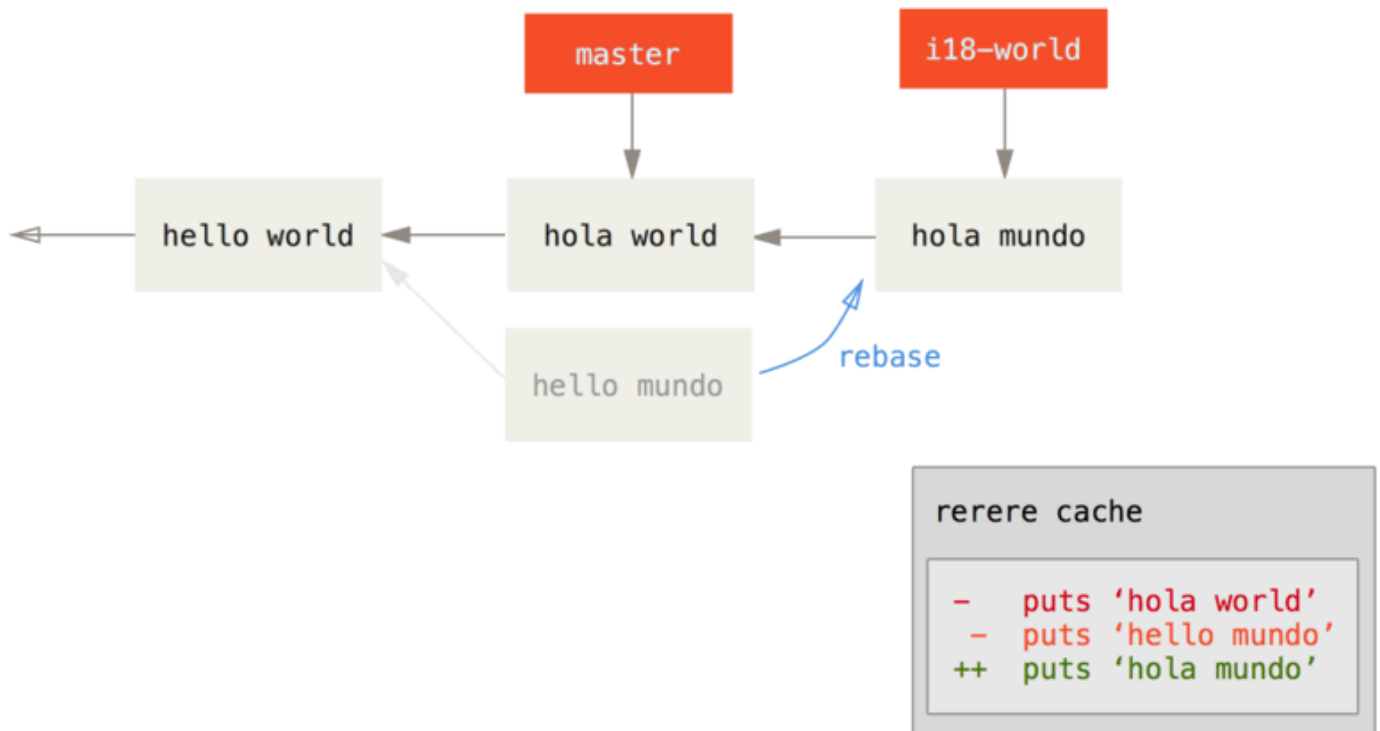 master
i18-world
hello world
hola world
hola mundo
hello mundo
rebase
rerere cache
- puts ‘hola world’
- puts ‘hello mundo’
++ puts ‘hola mundo’